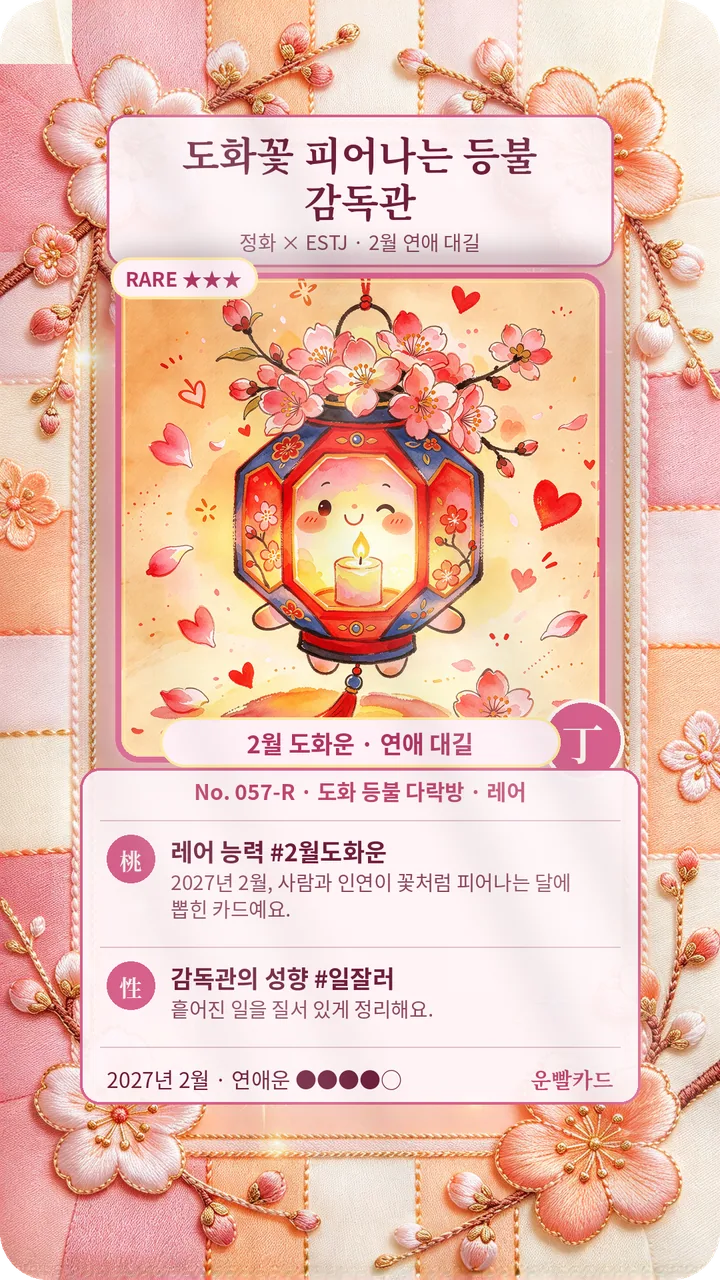 도화꽃 피어나는 등불
감독관
정화 × ESTJ · 2월 연애 대길
RARE ★★★
2월 도화운 · 연애 대길
丁
No. 057-R · 도화 등불 다락방 · 레어
桃
레어 능력 #2월도화운
2027년 2월, 사람과 인연이 꽃처럼 피어나는 달에
뽑힌 카드예요.
性
감독관의 성향 #일잘러
흩어진 일을 질서 있게 정리해요.
2027년 2월 · 연애운 ●●●●○
운빨카드